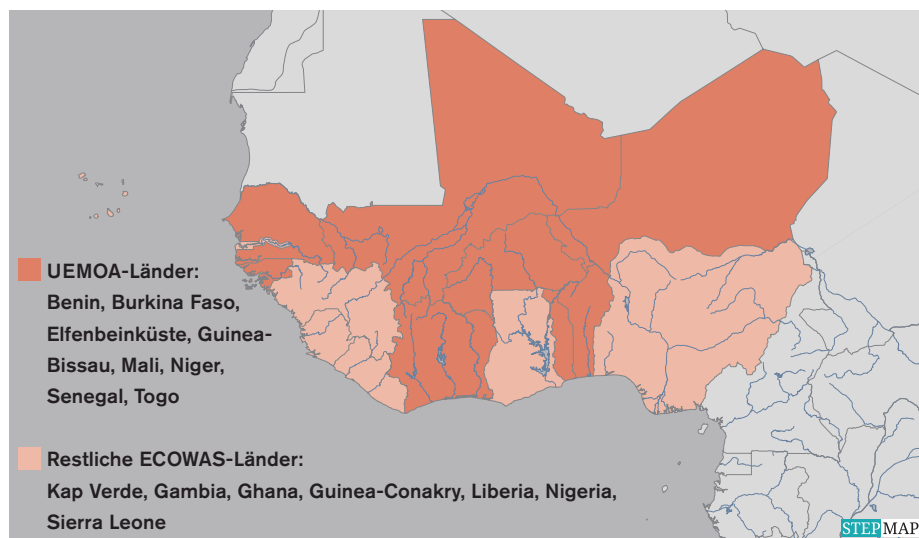 UEMOA-Länder:
Benin, Burkina Faso,
Elfenbeinküste, Guinea-
Bissau, Mali, Niger,
Senegal, Togo
Restliche ECOWAS-Länder:
Kap Verde, Gambia, Ghana, Guinea-Conakry, Liberia, Nigeria,
Sierra Leone
STEPMAP